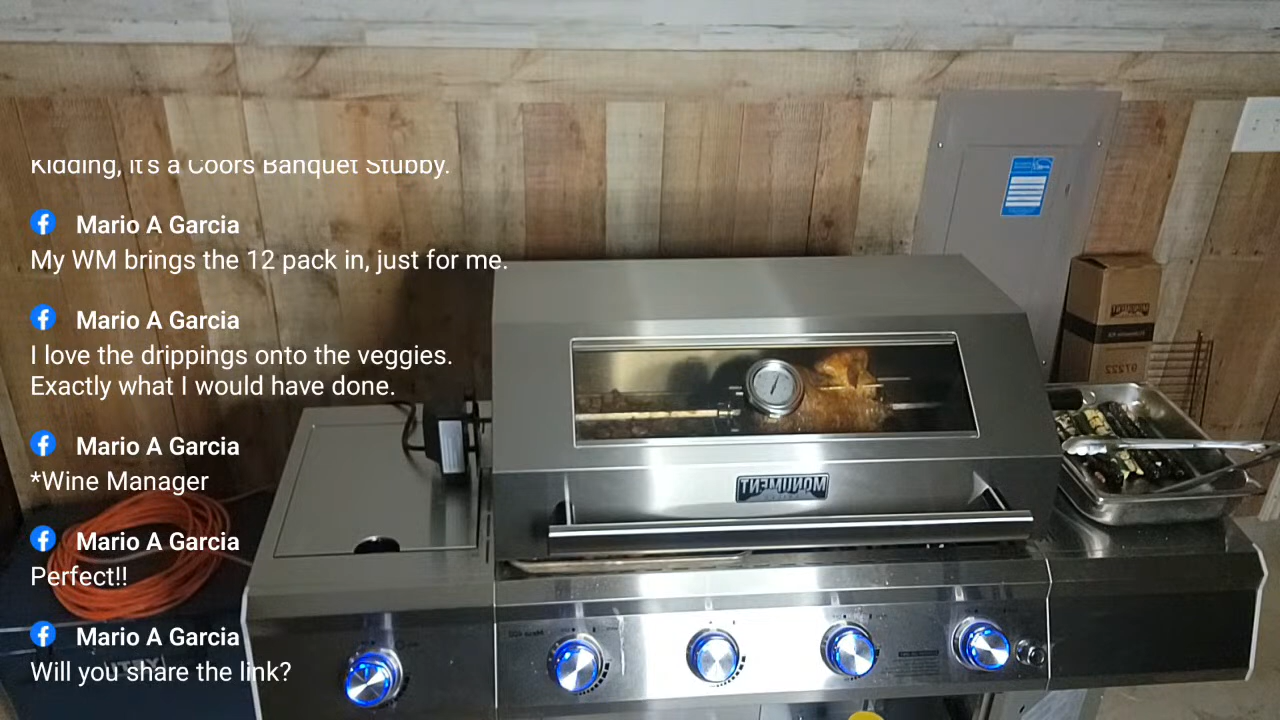 Kidding, it's a Coors Banquet Stubby.
Mario A Garcia
My WM brings the 12 pack in, just for me.
Mario A Garcia
I love the drippings onto the veggies.
Exactly what I would have done.
Mario A Garcia
*Wine Manager
Mario A Garcia
Perfect!!
Mario A Garcia
Will you share the link?
MONUMENT
MONUMENT
97222